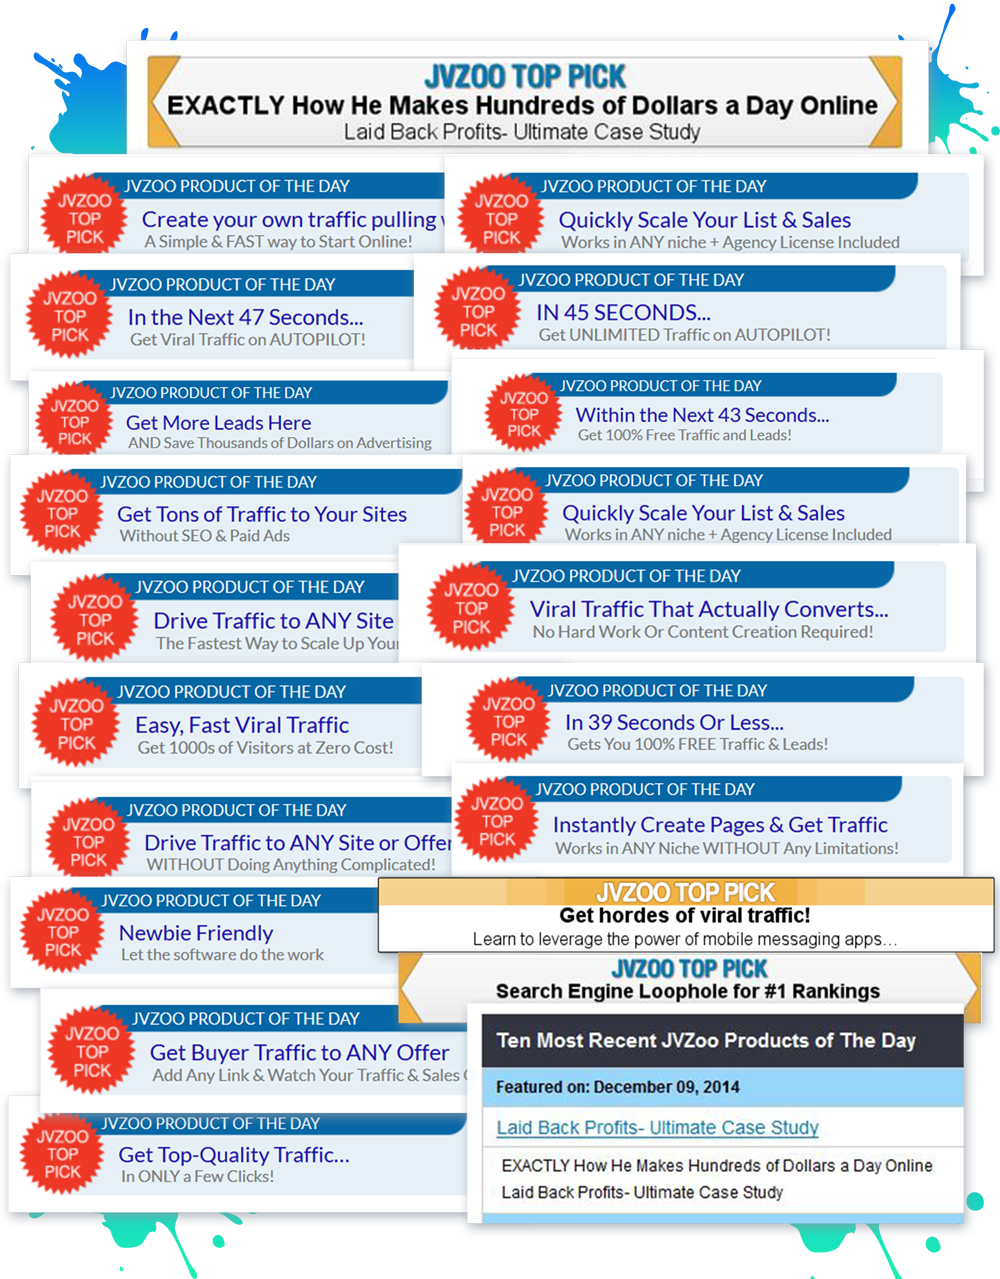 JVZOO TOP PICK
EXACTLY How He Makes Hundreds of Dollars a Day Online
Laid Back Profits- Ultimate Case Study
JVZOO PRODUCT OF THE DAY
JVZOO
TOP
PICK
Create your own traffic pulling
A Simple & FAST way to Start Online!
JVZOO PRODUCT OF THE DAY
JVZOO
TOP
PICK
Quickly Scale Your List & Sales
Works in ANY niche + Agency License Included
JVZOO PRODUCT OF THE DAY
JVZOO
TOP
PICK
In the Next 47 Seconds...
Get Viral Traffic on AUTOPILOT!
JVZOO PRODUCT OF THE DAY
JVZOO
TOP
PICK
IN 45 SECONDS...
Get UNLIMITED Traffic on AUTOPILOT!
JVZOO PRODUCT OF THE DAY
JVZOO
TOP
PICK
Get More Leads Here
AND Save Thousands of Dollars on Advertising
JVZOO PRODUCT OF THE DAY
JVZOO
TOP
PICK
Within the Next 43 Seconds...
Get 100% Free Traffic and Leads!
JVZOO PRODUCT OF THE DAY
JVZOO
TOP
PICK
Get Tons of Traffic to Your Sites
Without SEO & Paid Ads
JVZOO PRODUCT OF THE DAY
JVZOO
TOP
PICK
Quickly Scale Your List & Sales
Works in ANY niche + Agency License Included
JVZOO PRODUCT OF THE DAY
JVZOO
TOP
PICK
Drive Traffic to ANY Site
The Fastest Way to Scale Up Your
JVZOO PRODUCT OF THE DAY
JVZOO
TOP
PICK
Viral Traffic That Actually Converts...
No Hard Work Or Content Creation Required!
JVZOO PRODUCT OF THE DAY
JVZOO
TOP
PICK
Easy, Fast Viral Traffic
Get 1000s of Visitors at Zero Cost!
JVZOO PRODUCT OF THE DAY
JVZOO
TOP
PICK
In 39 Seconds Or Less...
Gets You 100% FREE Traffic & Leads!
JVZOO PRODUCT OF THE DAY
JVZOO
TOP
PICK
Drive Traffic to ANY Site or Offer
WITHOUT Doing Anything Complicated!
JVZOO PRODUCT OF THE DAY
JVZOO
TOP
PICK
Instantly Create Pages & Get Traffic
Works in ANY Niche WITHOUT Any Limitations!
JVZOO PRODUCT OF THE DAY
JVZOO
TOP
PICK
Newbie Friendly
Let the software do the work
JVZOO TOP PICK
Get hordes of viral traffic!
Learn to leverage the power of mobile messaging apps...
JVZOO TOP PICK
Search Engine Loophole for #1 Rankings
JVZOO PRODUCT OF THE DAY
JVZOO
TOP
PICK
Get Buyer Traffic to ANY Offer
Add Any Link & Watch Your Traffic & Sales
JVZOO PRODUCT OF THE DAY
JVZOO
TOP
PICK
Get Top-Quality Traffic...
In ONLY a Few Clicks!
Ten Most Recent JVZoo Products of The Day
Featured on: December 09, 2014
Laid Back Profits- Ultimate Case Study
EXACTLY How He Makes Hundreds of Dollars a Day Online
Laid Back Profits- Ultimate Case Study